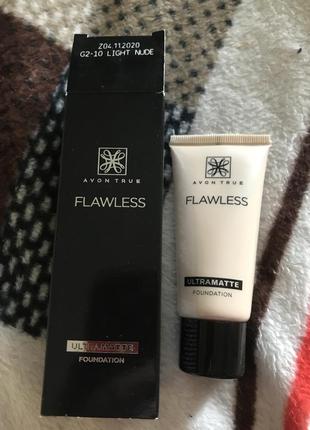 Z04.112020
G2-10 LIGHT NUDE
AVON TRUE
FLAWLESS
ULTRAMATTE
FOUNDATION
AVON TRUE
FLAWLESS
ULTRAMATTE
FOUNDATION